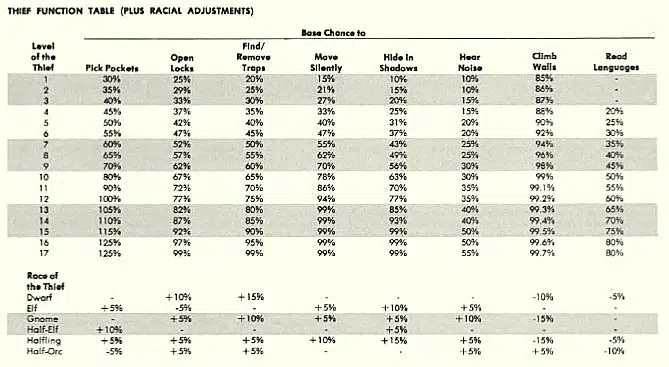 THIEF FUNCTION TABLE (PLUS RACIAL ADJUSTMENTS)
Base Chance to
Level of the Thief Pick Pockets Open Locks Find/ Remove Traps Move Silently Hide In Shadows Hear Noise Climb Walls Read Languages
1 30% 25% 20% 15% 10% 10% 85% -
2 35% 29% 25% 21% 15% 10% 86% -
3 40% 33% 30% 27% 20% 15% 87% -
4 45% 37% 35% 33% 25% 15% 88% 20%
5 50% 42% 40% 40% 31% 20% 90% 25%
6 55% 47% 45% 47% 37% 20% 92% 30%
7 60% 52% 50% 55% 43% 25% 94% 35%
8 65% 57% 55% 62% 49% 25% 96% 40%
9 70% 62% 60% 70% 56% 30% 98% 45%
10 80% 67% 65% 78% 63% 30% 99% 50%
11 90% 72% 70% 86% 70% 35% 99.1% 55%
12 100% 77% 75% 94% 77% 35% 99.2% 60%
13 105% 82% 80% 99% 85% 40% 99.3% 65%
14 110% 87% 85% 99% 93% 40% 99.4% 70%
15 115% 92% 90% 99% 99% 50% 99.5% 75%
16 125% 97% 95% 99% 99% 50% 99.6% 80%
17 125% 99% 99% 99% 99% 55% 99.7% 80%
Race of the Thief
Dwarf - +10% +15% - - - -10% -5%
Elf +5% -5% - +5% +10% +5% - -
Gnome - +5% +10% +5% +5% +10% -15% -
Half-Elf +10% - - - +5% - - -
Halfling +5% +5% +5% +10% +15% +5% -15% -5%
Half-Orc -5% +5% +5% - - +5% +5% -10%